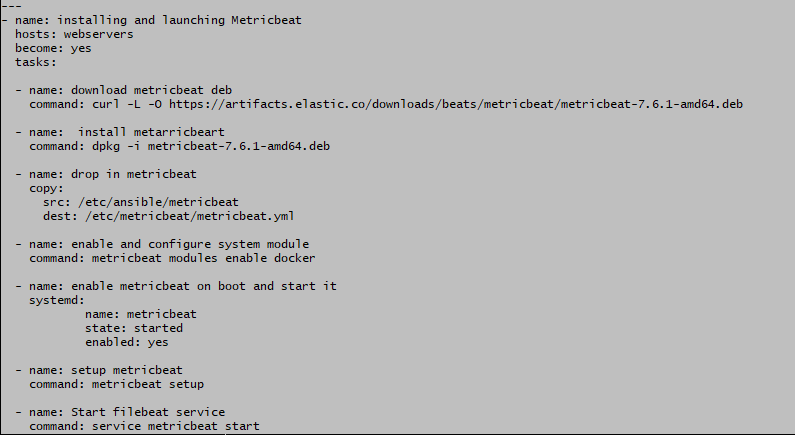 ---
- name: installing and launching Metricbeat
hosts: webservers
become: yes
tasks:
- name: download metricbeat deb
command: curl -L -O https://artifacts.elastic.co/downloads/beats/metricbeat/metricbeat-7.6.1-amd64.deb
- name:  install metarricbeart
command: dpkg -i metricbeat-7.6.1-amd64.deb
- name: drop in metricbeat
copy:
src: /etc/ansible/metricbeat
dest: /etc/metricbeat/metricbeat.yml
- name: enable and configure system module
command: metricbeat modules enable docker
- name: enable metricbeat on boot and start it
systemd:
name: metricbeat
state: started
enabled: yes
- name: setup metricbeat
command: metricbeat setup
- name: Start filebeat service
command: service metricbeat start